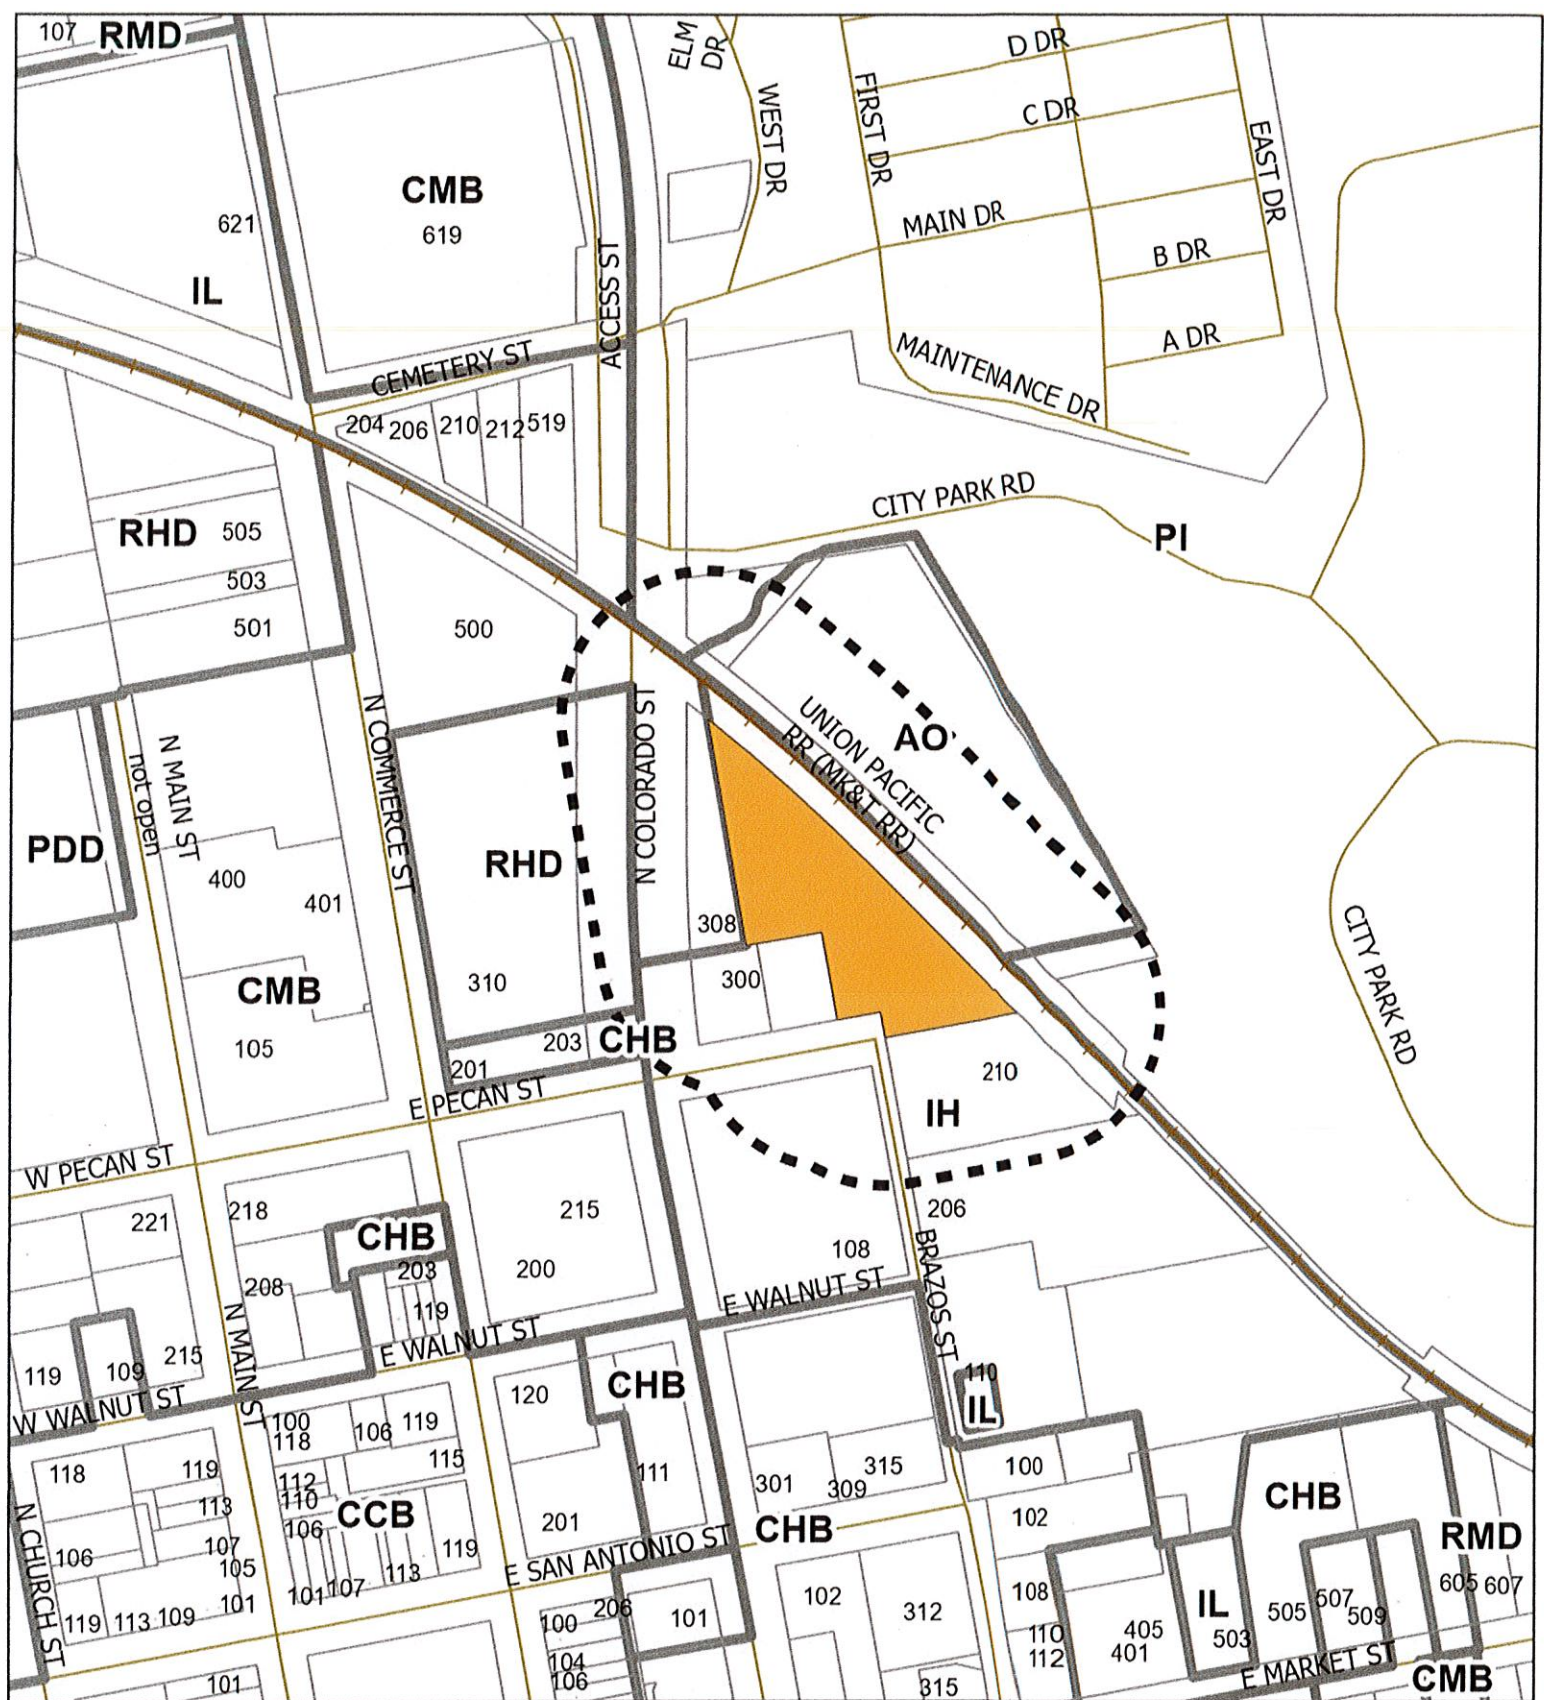 107
RMD
ELM
DR
D DR
WEST DR
FIRST DR
C DR
EAST DR
CMB
619
621
MAIN DR
B DR
IL
ACCESS ST
A DR
CEMETERY ST
MAINTENANCE DR
204
206
210
212
519
CITY PARK RD
PI
RHD
505
503
501
500
N COMMERCE ST
N COLORADO ST
UNION PACIFIC
RR (MK&T RR)
AO
N MAIN ST
not open
PDD
400
401
RHD
308
300
310
CMB
105
CITY PARK RD
CHB
203
201
210
IH
E PECAN ST
W PECAN ST
221
218
215
CHB
206
108
BRAZOS ST
208
203
200
119
E WALNUT ST
N MAIN ST
E WALNUT ST
119
109
215
W WALNUT ST
120
CHB
110
IL
100
118
106
119
115
118
119
112
110
113
CCB
106
111
301
309
315
100
CHB
102
201
CHB
119
113
107
101
E SAN ANTONIO ST
RMD
N CHURCH ST
106
107
105
101
119
113
109
100
206
101
104
106
102
312
315
108
110
112
405
401
IL
503
505
507
509
605
607
E MARKET ST
CMB
101